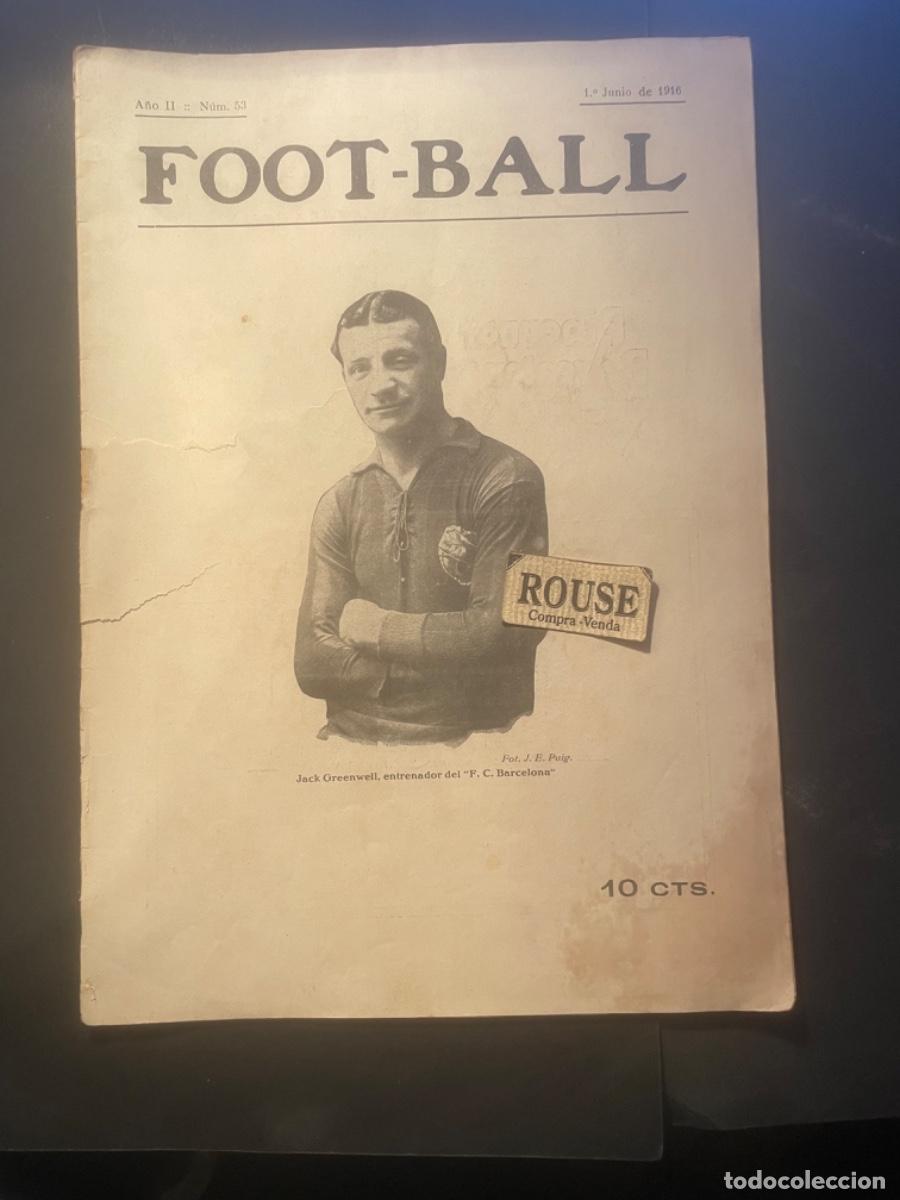 Año II :: Núm. 53
1.º Junio de 1916
FOOT-BALL
ROUSE
Compra-Venda
Fot. J. E. Puig.
Jack Greenwell, entrenador del "F. C. Barcelona"
10 CTS.
todocoleccion